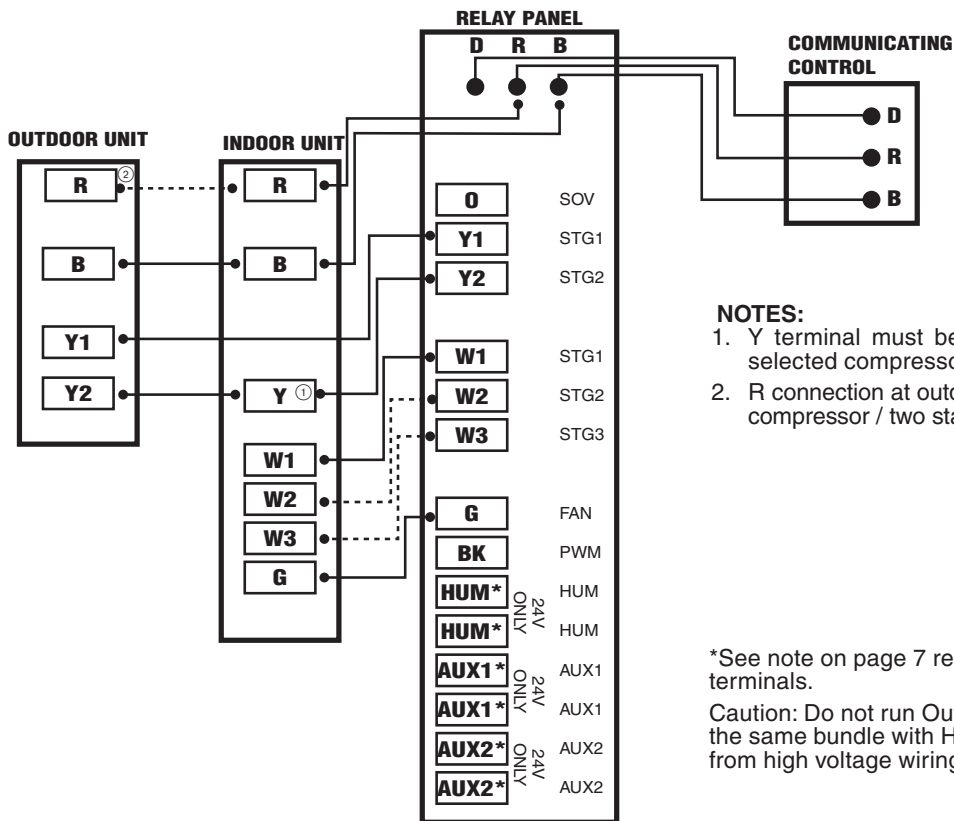 RELAY PANEL
D R B
COMMUNICATING
CONTROL
D
R
B
OUTDOOR UNIT
R ②
B
Y1
Y2
INDOOR UNIT
R
B
Y ①
W1
W2
W3
G
O SOV
Y1 STG1
Y2 STG2
W1 STG1
W2 STG2
W3 STG3
G FAN
BK PWM
HUM* HUM
HUM* HUM
24V
ONLY
AUX1* AUX1
AUX1* AUX1
24V
ONLY
AUX2* AUX2
AUX2* AUX2
24V
ONLY
NOTES:
1. Y terminal must be
selected compresso
2. R connection at outd
compressor / two sta
*See note on page 7 re
terminals.
Caution: Do not run Ou
the same bundle with H
from high voltage wiring